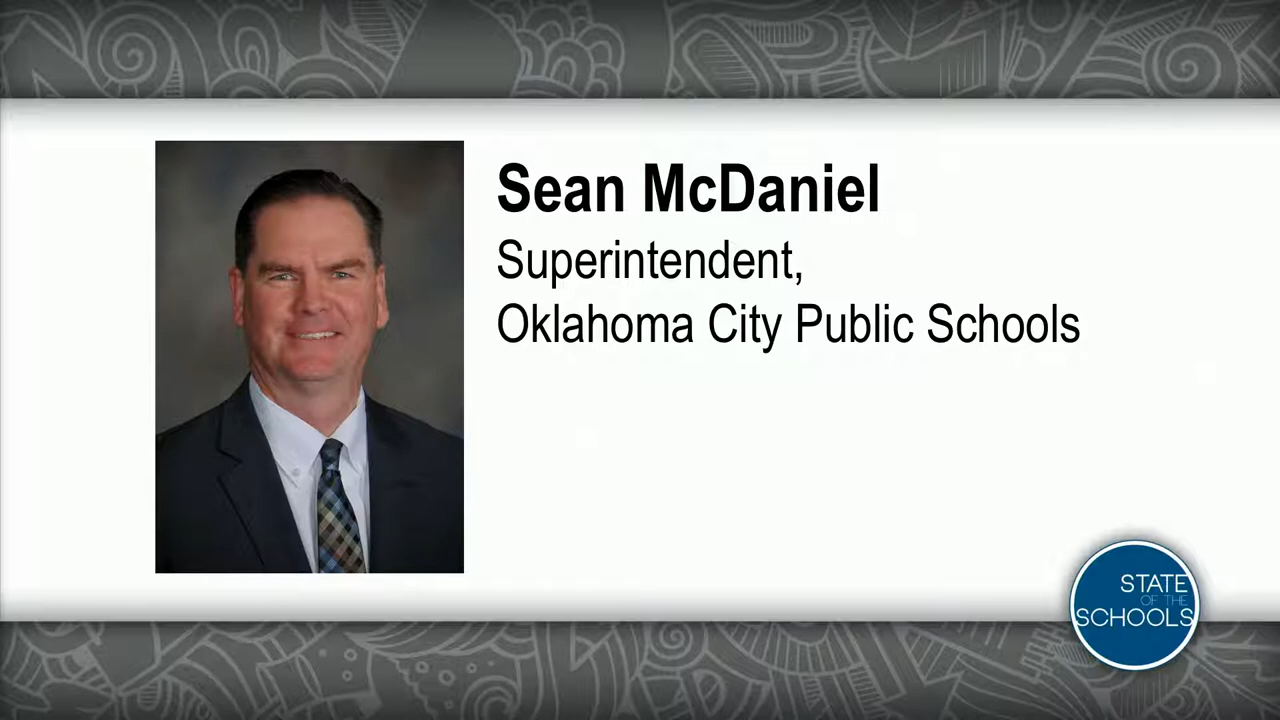 Sean McDaniel
Superintendent,
Oklahoma City Public Schools
STATE
OF THE
SCHOOLS